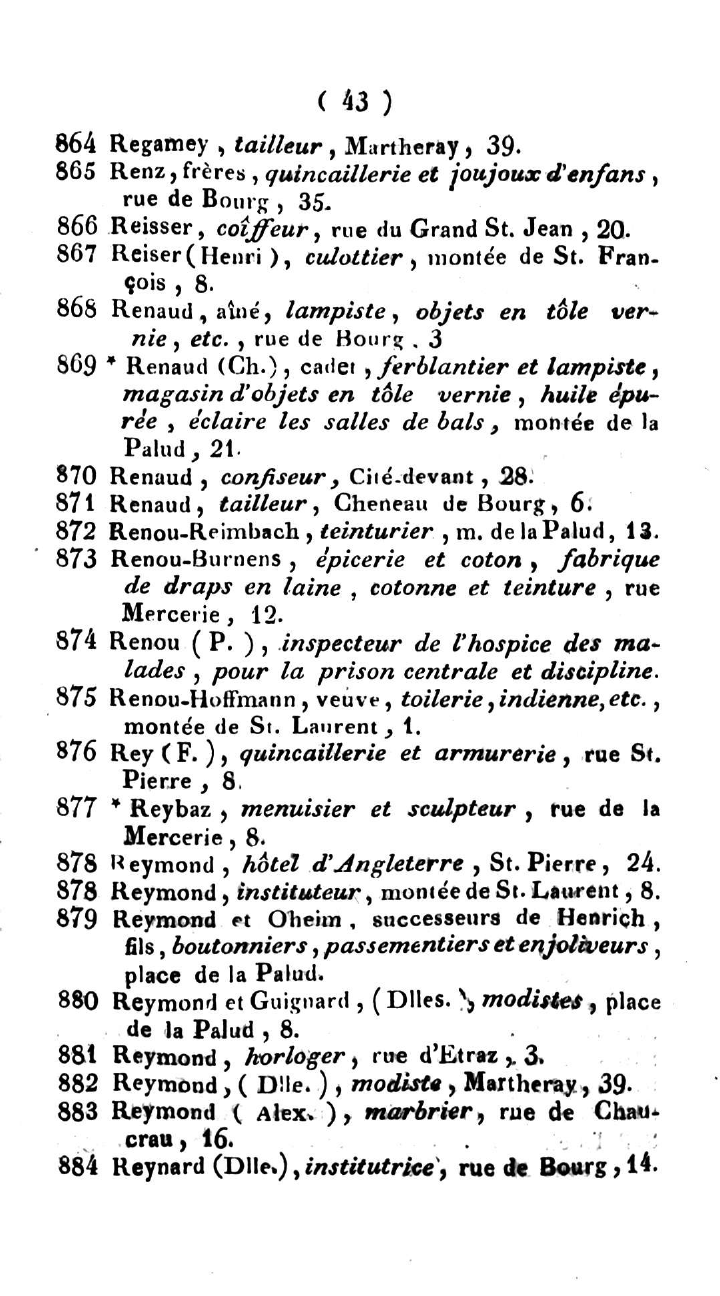 ( 43 )
864 Regamey , tailleur , Martheray , 39.
865 Renz , frères , quincaillerie et joujoux d'enfans ,
rue de Bourg , 35.
866 Reisser , coîffeur , rue du Grand St. Jean , 20.
867 Reiser ( Henri ) , culottier , montée de St. Fran-
çois , 8.
868 Renaud , aîné , lampiste , objets en tôle ver-
nie , etc. , rue de Bourg . 3
869 * Renaud (Ch.) , cadet , ferblantier et lampiste ,
magasin d'objets en tôle vernie , huile épu-
rée , éclaire les salles de bals , montée de la
Palud , 21.
870 Renaud , confiseur , Cité-devant , 28.
871 Renaud , tailleur , Cheneau de Bourg , 6.
872 Renou-Reimbach , teinturier , m. de la Palud , 13.
873 Renou-Burnens , épicerie et coton , fabrique
de draps en laine , cotonne et teinture , rue
Mercerie , 12.
874 Renou ( P. ) , inspecteur de l'hospice des ma-
lades , pour la prison centrale et discipline.
875 Renou-Hoffmann , veuve , toilerie , indienne, etc. ,
montée de St. Laurent , 1.
876 Rey ( F. ) , quincaillerie et armurerie , rue St.
Pierre , 8.
877 * Reybaz , menuisier et sculpteur , rue de la
Mercerie , 8.
878 Reymond , hôtel d'Angleterre , St. Pierre , 24.
878 Reymond , instituteur , montée de St. Laurent , 8.
879 Reymond et Oheim , successeurs de Henrich ,
fils , boutonniers , passementiers et enjoliveurs ,
place de la Palud.
880 Reymond et Guignard , ( Dlles. ) , modistes , place
de la Palud , 8.
881 Reymond , horloger , rue d'Etraz , 3.
882 Reymond , ( Dlle. ) , modiste , Martheray , 39.
883 Reymond ( Alex. ) , marbrier , rue de Chau-
crau , 16.
884 Reynard (Dlle.) , institutrice , rue de Bourg , 14.